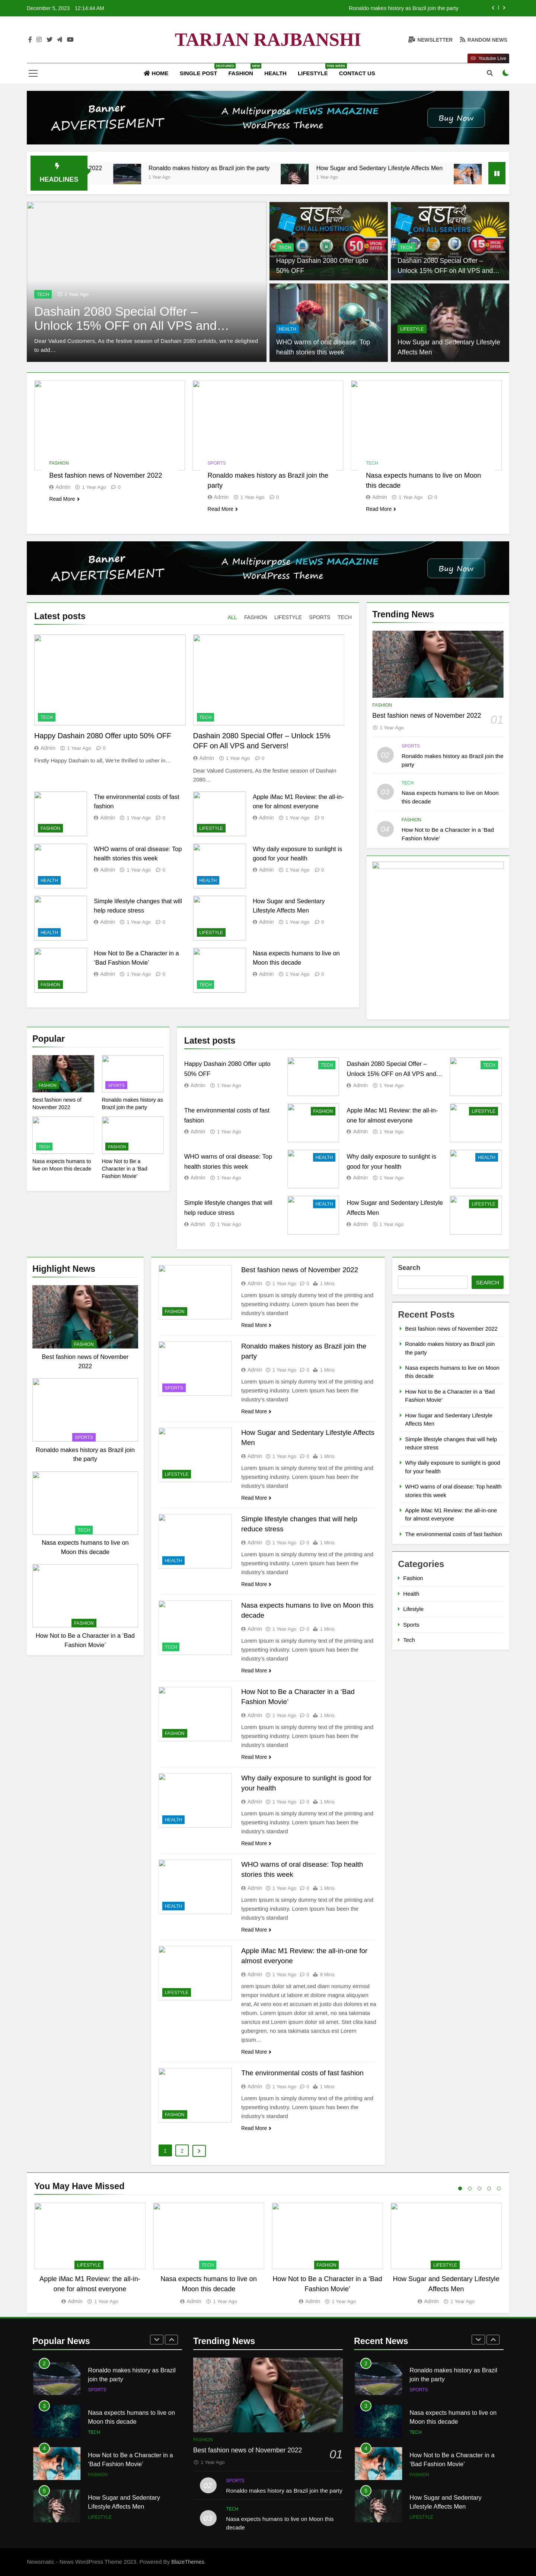 December 5, 2023 12:14:44 AM
Ronaldo makes history as Brazil join the party
1
TARJAN RAJBANSHI
NEWSLETTER RANDOM NEWS
Youtube Live
HOME SINGLE POST FEATURED FASHION NEW HEALTH LIFESTYLE THIS WEEK CONTACT US
Banner ADVERTISEMENT
A Multipurpose News/Magazine WordPress Theme
Buy Now
HEADLINES
2022
Ronaldo makes history as Brazil join the party
1 Year Ago
How Sugar and Sedentary Lifestyle Affects Men
1 Year Ago
TECH 1 Year Ago
Dashain 2080 Special Offer – Unlock 15% OFF on All VPS and…
Dear Valued Customers, As the festive season of Dashain 2080 unfolds, we're delighted to add…
TECH
Happy Dashain 2080 Offer upto 50% OFF
TECH
Dashain 2080 Special Offer – Unlock 15% OFF on All VPS and…
HEALTH
WHO warns of oral disease: Top health stories this week
LIFESTYLE
How Sugar and Sedentary Lifestyle Affects Men
FASHION
Best fashion news of November 2022
Admin 1 Year Ago 0
Read More
SPORTS
Ronaldo makes history as Brazil join the party
Admin 1 Year Ago 0
Read More
TECH
Nasa expects humans to live on Moon this decade
Admin 1 Year Ago 0
Read More
Banner ADVERTISEMENT
A Multipurpose News/Magazine WordPress Theme
Buy Now
Latest posts
ALL FASHION LIFESTYLE SPORTS TECH
TECH
Happy Dashain 2080 Offer upto 50% OFF
Admin 1 Year Ago 0
Firstly Happy Dashain to all, We're thrilled to usher in…
TECH
Dashain 2080 Special Offer – Unlock 15% OFF on All VPS and Servers!
Admin 1 Year Ago 0
Dear Valued Customers, As the festive season of Dashain 2080…
FASHION
The environmental costs of fast fashion
Admin 1 Year Ago 0
LIFESTYLE
Apple iMac M1 Review: the all-in-one for almost everyone
Admin 1 Year Ago 0
HEALTH
WHO warns of oral disease: Top health stories this week
Admin 1 Year Ago 0
HEALTH
Why daily exposure to sunlight is good for your health
Admin 1 Year Ago 0
HEALTH
Simple lifestyle changes that will help reduce stress
Admin 1 Year Ago 0
LIFESTYLE
How Sugar and Sedentary Lifestyle Affects Men
Admin 1 Year Ago 0
FASHION
How Not to Be a Character in a 'Bad Fashion Movie'
Admin 1 Year Ago 0
TECH
Nasa expects humans to live on Moon this decade
Admin 1 Year Ago 0
Trending News
FASHION
Best fashion news of November 2022
01
1 Year Ago
02
SPORTS
Ronaldo makes history as Brazil join the party
03
TECH
Nasa expects humans to live on Moon this decade
04
FASHION
How Not to Be a Character in a 'Bad Fashion Movie'
Popular
FASHION
Best fashion news of November 2022
SPORTS
Ronaldo makes history as Brazil join the party
TECH
Nasa expects humans to live on Moon this decade
FASHION
How Not to Be a Character in a 'Bad Fashion Movie'
Latest posts
Happy Dashain 2080 Offer upto 50% OFF
Admin 1 Year Ago
TECH
Dashain 2080 Special Offer – Unlock 15% OFF on All VPS and…
Admin 1 Year Ago
TECH
The environmental costs of fast fashion
Admin 1 Year Ago
FASHION
Apple iMac M1 Review: the all-in-one for almost everyone
Admin 1 Year Ago
LIFESTYLE
WHO warns of oral disease: Top health stories this week
Admin 1 Year Ago
HEALTH
Why daily exposure to sunlight is good for your health
Admin 1 Year Ago
HEALTH
Simple lifestyle changes that will help reduce stress
Admin 1 Year Ago
HEALTH
How Sugar and Sedentary Lifestyle Affects Men
Admin 1 Year Ago
LIFESTYLE
Highlight News
FASHION
Best fashion news of November 2022
SPORTS
Ronaldo makes history as Brazil join the party
TECH
Nasa expects humans to live on Moon this decade
FASHION
How Not to Be a Character in a 'Bad Fashion Movie'
FASHION
Best fashion news of November 2022
Admin 1 Year Ago 0 1 Mins
Lorem Ipsum is simply dummy text of the printing and typesetting industry. Lorem Ipsum has been the industry's standard
Read More
SPORTS
Ronaldo makes history as Brazil join the party
Admin 1 Year Ago 0 1 Mins
Lorem Ipsum is simply dummy text of the printing and typesetting industry. Lorem Ipsum has been the industry's standard
Read More
LIFESTYLE
How Sugar and Sedentary Lifestyle Affects Men
Admin 1 Year Ago 0 1 Mins
Lorem Ipsum is simply dummy text of the printing and typesetting industry. Lorem Ipsum has been the industry's standard
Read More
HEALTH
Simple lifestyle changes that will help reduce stress
Admin 1 Year Ago 0 1 Mins
Lorem Ipsum is simply dummy text of the printing and typesetting industry. Lorem Ipsum has been the industry's standard
Read More
TECH
Nasa expects humans to live on Moon this decade
Admin 1 Year Ago 0 1 Mins
Lorem Ipsum is simply dummy text of the printing and typesetting industry. Lorem Ipsum has been the industry's standard
Read More
FASHION
How Not to Be a Character in a 'Bad Fashion Movie'
Admin 1 Year Ago 0 1 Mins
Lorem Ipsum is simply dummy text of the printing and typesetting industry. Lorem Ipsum has been the industry's standard
Read More
HEALTH
Why daily exposure to sunlight is good for your health
Admin 1 Year Ago 0 1 Mins
Lorem Ipsum is simply dummy text of the printing and typesetting industry. Lorem Ipsum has been the industry's standard
Read More
HEALTH
WHO warns of oral disease: Top health stories this week
Admin 1 Year Ago 0 1 Mins
Lorem Ipsum is simply dummy text of the printing and typesetting industry. Lorem Ipsum has been the industry's standard
Read More
LIFESTYLE
Apple iMac M1 Review: the all-in-one for almost everyone
Admin 1 Year Ago 0 8 Mins
orem ipsum dolor sit amet,sed diam nonumy eirmod tempor invidunt ut labore et dolore magna aliquyam erat, At vero eos et accusam et justo duo dolores et ea rebum. Lorem ipsum dolor sit amet, no sea takimata sanctus est Lorem ipsum dolor sit amet. Stet clita kasd gubergren, no sea takimata sanctus est Lorem ipsum…
Read More
FASHION
The environmental costs of fast fashion
Admin 1 Year Ago 0 1 Mins
Lorem Ipsum is simply dummy text of the printing and typesetting industry. Lorem Ipsum has been the industry's standard
Read More
1 2
Search
SEARCH
Recent Posts
Best fashion news of November 2022
Ronaldo makes history as Brazil join the party
Nasa expects humans to live on Moon this decade
How Not to Be a Character in a 'Bad Fashion Movie'
How Sugar and Sedentary Lifestyle Affects Men
Simple lifestyle changes that will help reduce stress
Why daily exposure to sunlight is good for your health
WHO warns of oral disease: Top health stories this week
Apple iMac M1 Review: the all-in-one for almost everyone
The environmental costs of fast fashion
Categories
Fashion
Health
Lifestyle
Sports
Tech
You May Have Missed
LIFESTYLE
Apple iMac M1 Review: the all-in-one for almost everyone
Admin 1 Year Ago
TECH
Nasa expects humans to live on Moon this decade
Admin 1 Year Ago
FASHION
How Not to Be a Character in a 'Bad Fashion Movie'
Admin 1 Year Ago
LIFESTYLE
How Sugar and Sedentary Lifestyle Affects Men
Admin 1 Year Ago
Popular News
2
Ronaldo makes history as Brazil join the party
SPORTS
3
Nasa expects humans to live on Moon this decade
TECH
4
How Not to Be a Character in a 'Bad Fashion Movie'
FASHION
5
How Sugar and Sedentary Lifestyle Affects Men
LIFESTYLE
Trending News
FASHION
Best fashion news of November 2022
01
1 Year Ago
02
SPORTS
Ronaldo makes history as Brazil join the party
03
TECH
Nasa expects humans to live on Moon this decade
Recent News
2
Ronaldo makes history as Brazil join the party
SPORTS
3
Nasa expects humans to live on Moon this decade
TECH
4
How Not to Be a Character in a 'Bad Fashion Movie'
FASHION
5
How Sugar and Sedentary Lifestyle Affects Men
LIFESTYLE
Newsmatic - News WordPress Theme 2023. Powered By BlazeThemes.